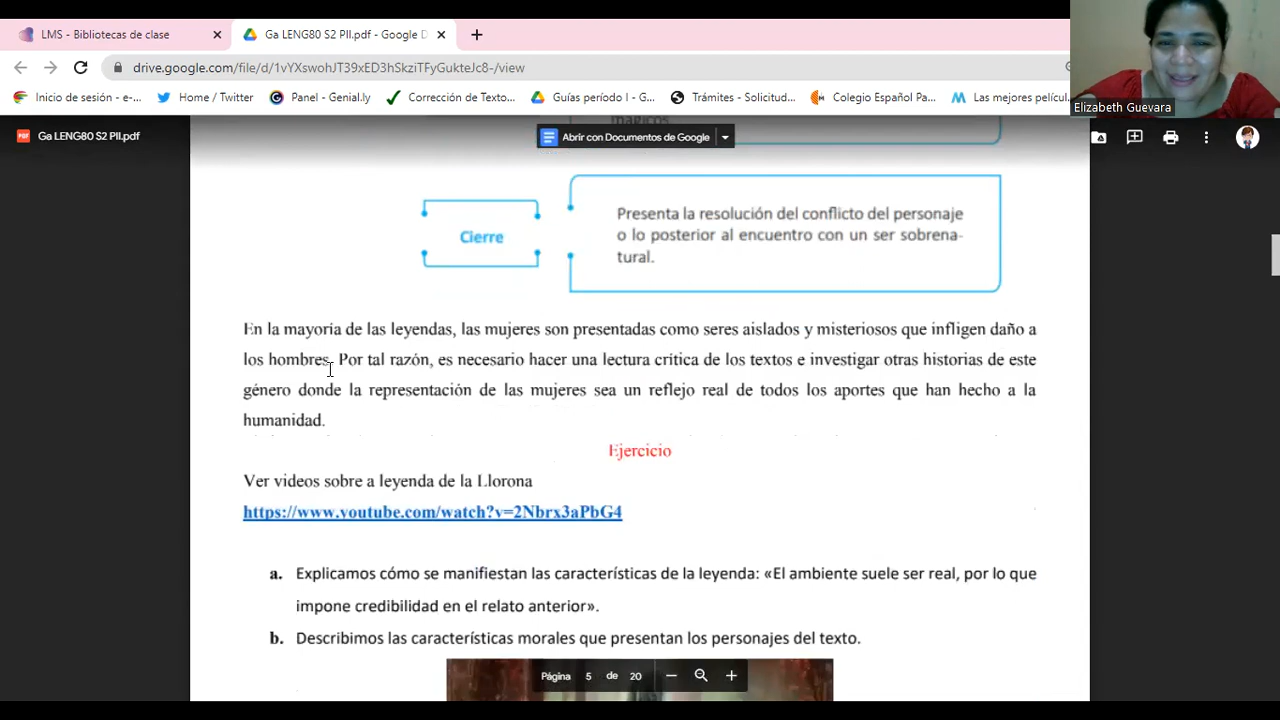 LMS - Bibliotecas de clase
Ga LENG80 S2 PII.pdf - Google D
drive.google.com/file/d/1vYXswohJT39xED3hSkziTFyGukteJc8-/view
Inicio de sesión - e-...
Home / Twitter
Panel - Genial.ly
Corrección de Texto...
Guías período I - G...
Trámites - Solicitud...
Colegio Español Pa...
Las mejores pelícu
Elizabeth Guevara
Ga LENG80 S2 PII.pdf
mágicos
Abrir con Documentos de Google
Cierre
Presenta la resolución del conflicto del personaje
o lo posterior al encuentro con un ser sobrena-
tural.
En la mayoría de las leyendas, las mujeres son presentadas como seres aislados y misteriosos que infligen daño a
los hombres. Por tal razón, es necesario hacer una lectura crítica de los textos e investigar otras historias de este
género donde la representación de las mujeres sea un reflejo real de todos los aportes que han hecho a la
humanidad.
Ejercicio
Ver videos sobre a leyenda de la Llorona
https://www.youtube.com/watch?v=2Nbrx3aPbG4
a. Explicamos cómo se manifiestan las características de la leyenda: «El ambiente suele ser real, por lo que
impone credibilidad en el relato anterior».
b. Describimos las características morales que presentan los personajes del texto.
Página 5 de 20